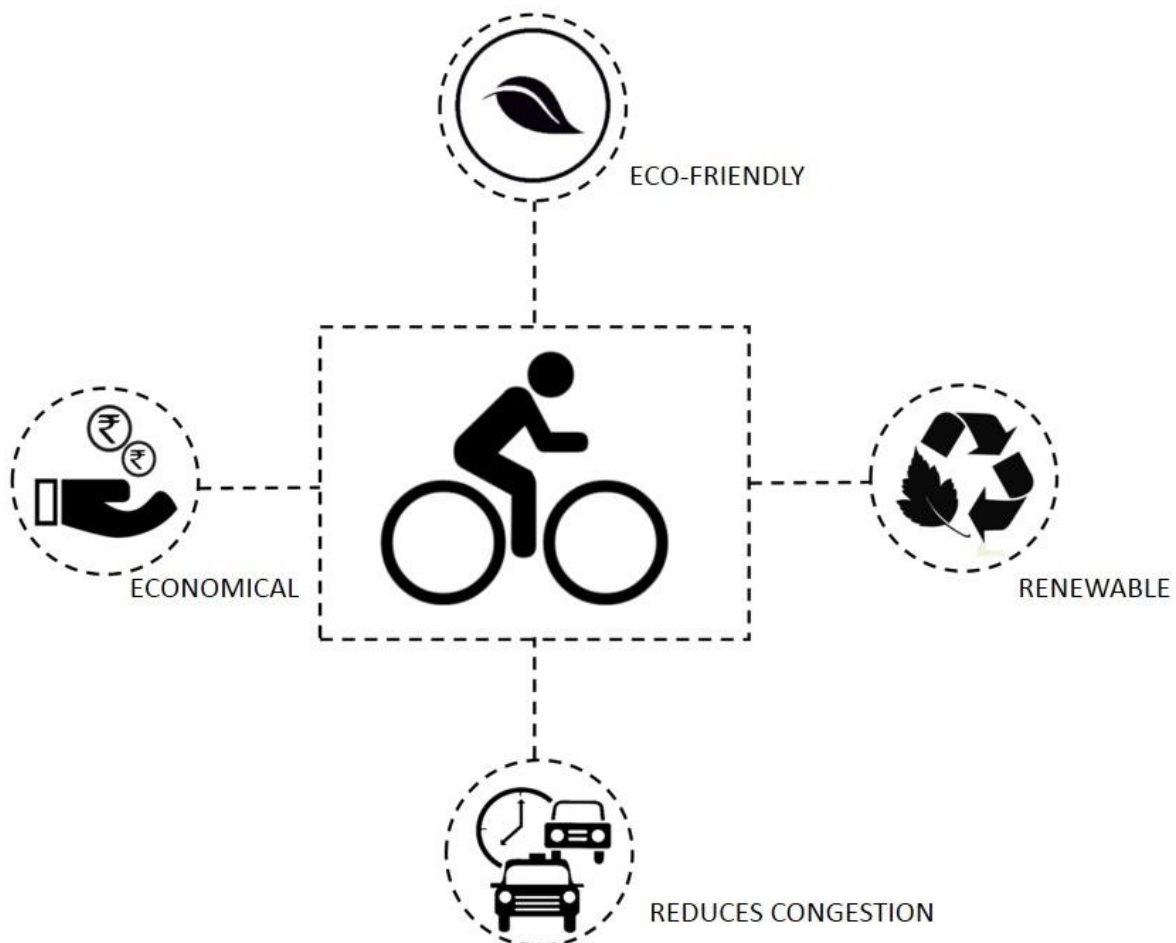 ECO-FRIENDLY
₹
₹
ECONOMICAL
RENEWABLE
REDUCES CONGESTION